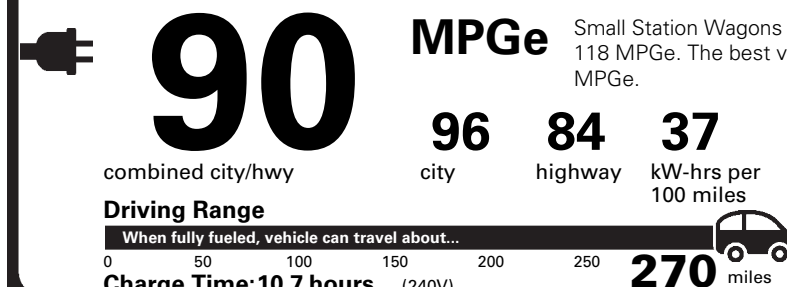 90
MPGe
Small Station Wagons
118 MPGe. The best
MPGe.
combined city/hwy
96
city
84
highway
37
kW-hrs per
100 miles
Driving Range
When fully fueled, vehicle can travel about...
0 50 100 150 200 250 270 miles
Charge Time: 10.7 hours (240V)